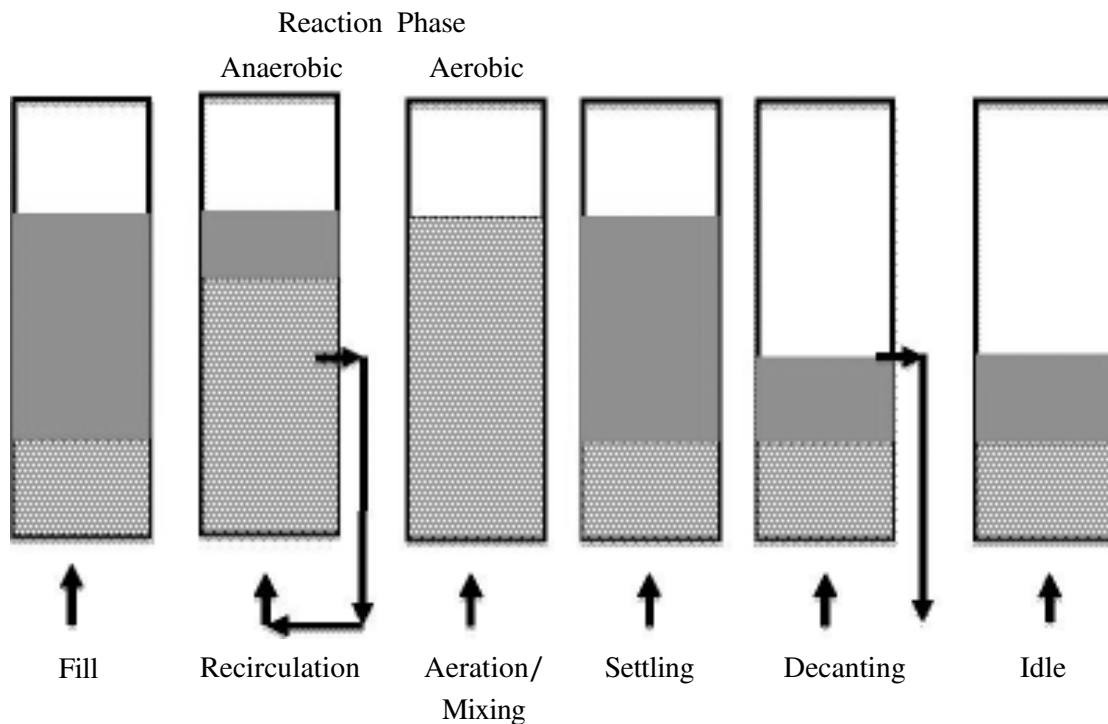 Reaction Phase
Anaerobic
Aerobic
Fill
Recirculation
Aeration/
Mixing
Settling
Decanting
Idle